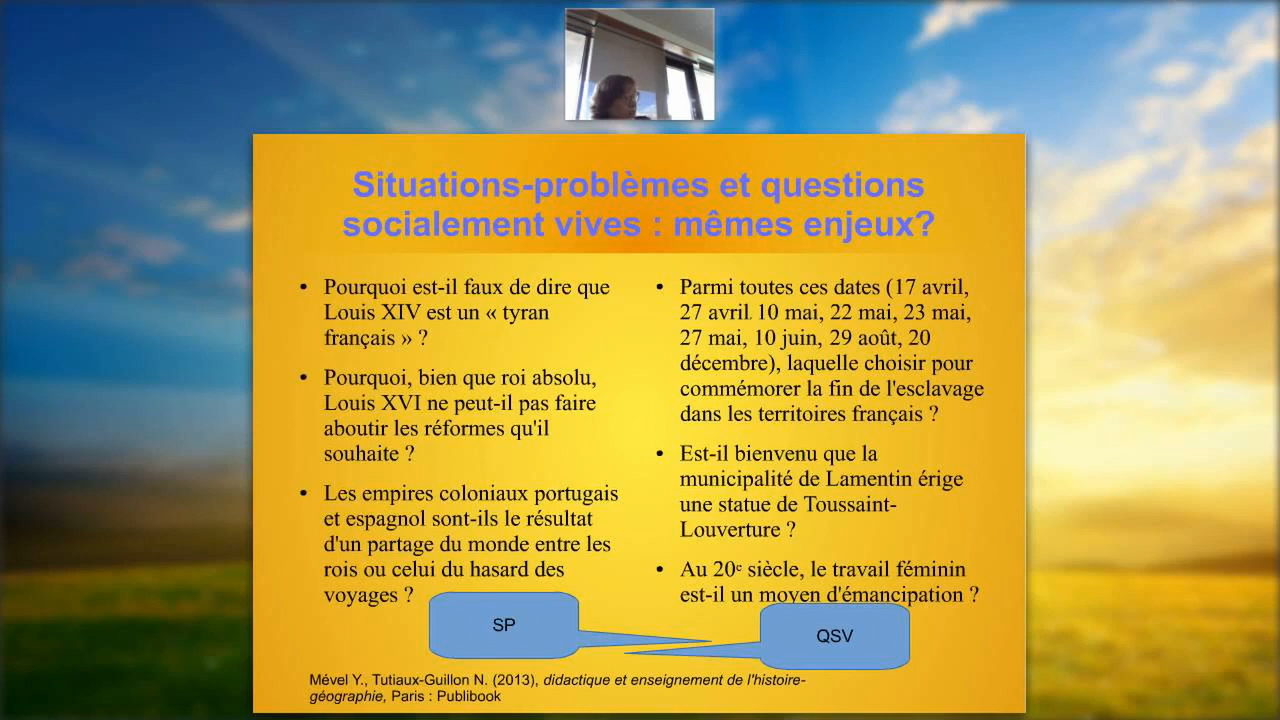 Situations-problèmes et questions
socialement vives : mêmes enjeux?
• Pourquoi est-il faux de dire que
Louis XIV est un « tyran
français » ?
• Pourquoi, bien que roi absolu,
Louis XVI ne peut-il pas faire
aboutir les réformes qu'il
souhaite ?
• Les empires coloniaux portugais
et espagnol sont-ils le résultat
d'un partage du monde entre les
rois ou celui du hasard des
voyages ?
• Parmi toutes ces dates (17 avril,
27 avril, 10 mai, 22 mai, 23 mai,
27 mai, 10 juin, 29 août, 20
décembre), laquelle choisir pour
commémorer la fin de l'esclavage
dans les territoires français ?
• Est-il bienvenu que la
municipalité de Lamentin érige
une statue de Toussaint-
Louverture ?
• Au 20e siècle, le travail féminin
est-il un moyen d'émancipation ?
SP
QSV
Mével Y., Tutiaux-Guillon N. (2013), didactique et enseignement de l'histoire-
géographie, Paris : Publibook